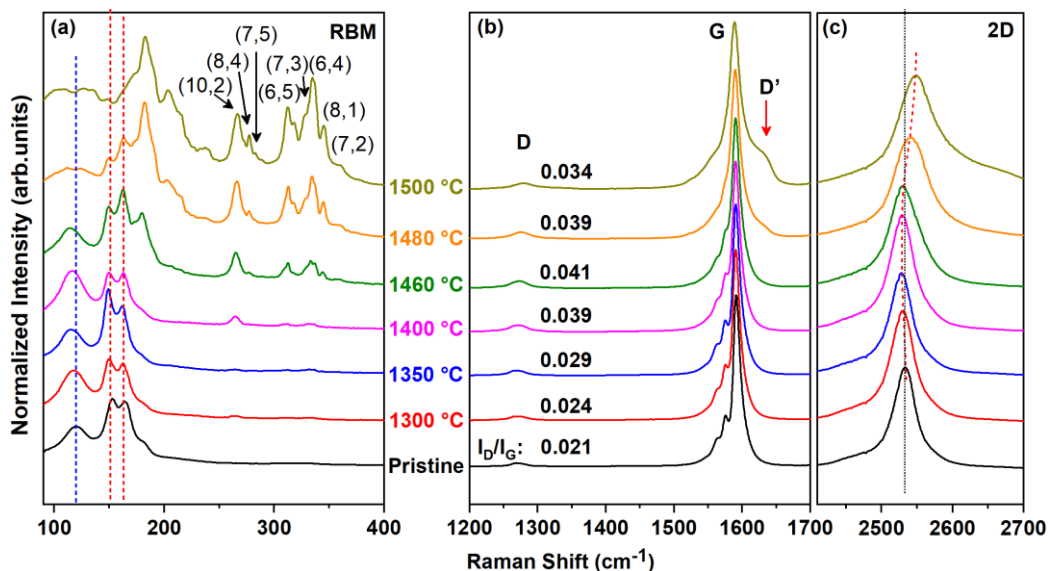 (a)
RBM
(7,5)
(8,4)
(7,3)
(6,4)
(10,2)
(6,5)
(8,1)
(7,2)
1500 °C
1480 °C
1460 °C
1400 °C
1350 °C
1300 °C
Pristine
100
200
300
400
Normalized Intensity (arb.units)
(b)
G
D'
D
0.034
0.039
0.041
0.039
0.029
0.024
I_D/I_G: 0.021
1200
1300
1400
1500
1600
1700
(c)
2D
2500
2600
2700
Raman Shift (cm⁻¹)